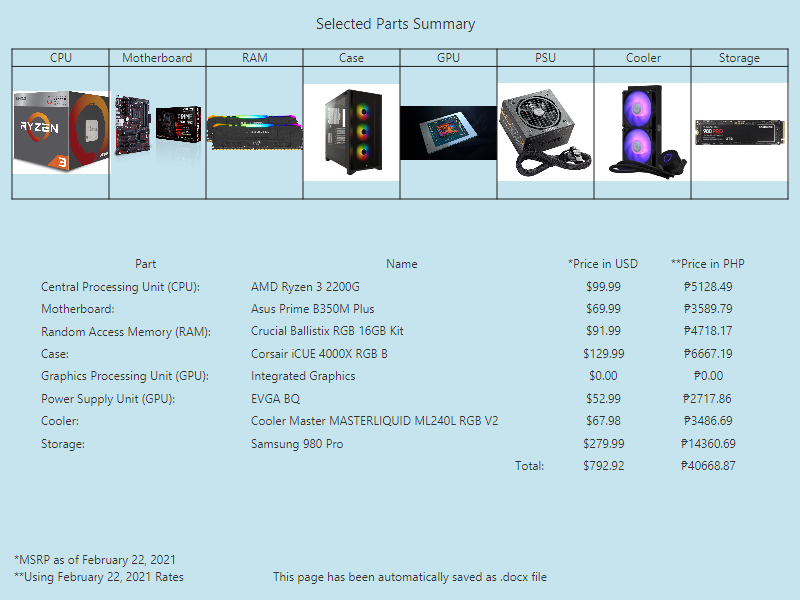 Selected Parts Summary
CPU Motherboard RAM Case GPU PSU Cooler Storage
RYZEN
3
PRIME
980 PRO
SAMSUNG
Part Name *Price in USD **Price in PHP
Central Processing Unit (CPU): AMD Ryzen 3 2200G $99.99 ₱5128.49
Motherboard: Asus Prime B350M Plus $69.99 ₱3589.79
Random Access Memory (RAM): Crucial Ballistix RGB 16GB Kit $91.99 ₱4718.17
Case: Corsair iCUE 4000X RGB B $129.99 ₱6667.19
Graphics Processing Unit (GPU): Integrated Graphics $0.00 ₱0.00
Power Supply Unit (GPU): EVGA BQ $52.99 ₱2717.86
Cooler: Cooler Master MASTERLIQUID ML240L RGB V2 $67.98 ₱3486.69
Storage: Samsung 980 Pro $279.99 ₱14360.69
Total: $792.92 ₱40668.87
*MSRP as of February 22, 2021
**Using February 22, 2021 Rates This page has been automatically saved as .docx file